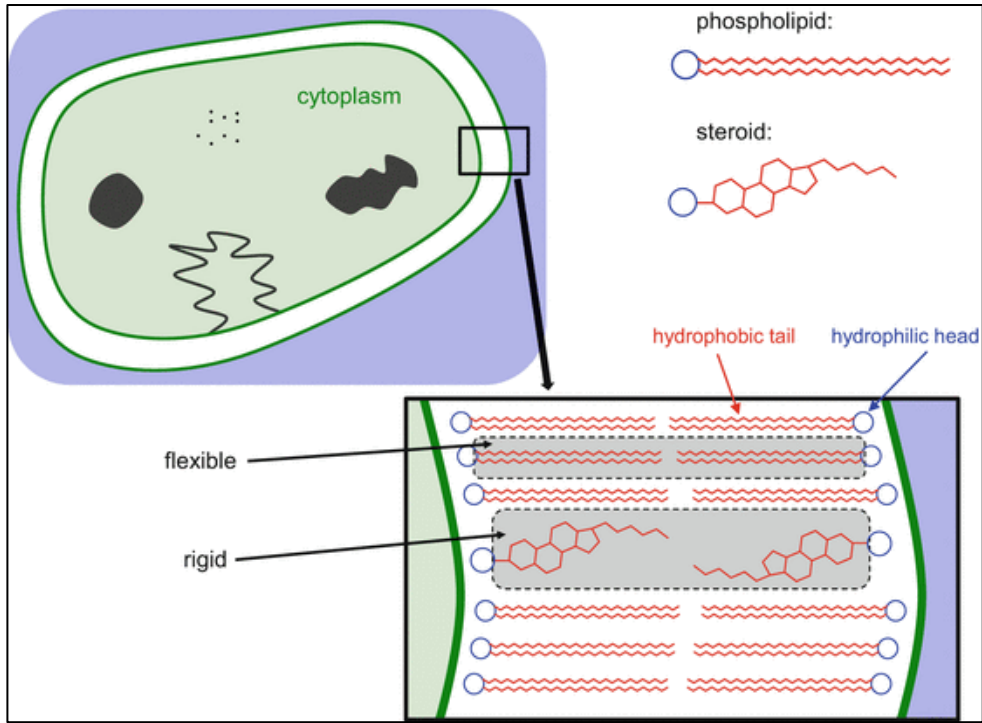 phospholipid:
cytoplasm
steroid:
hydrophobic tail
hydrophilic head
flexible
rigid